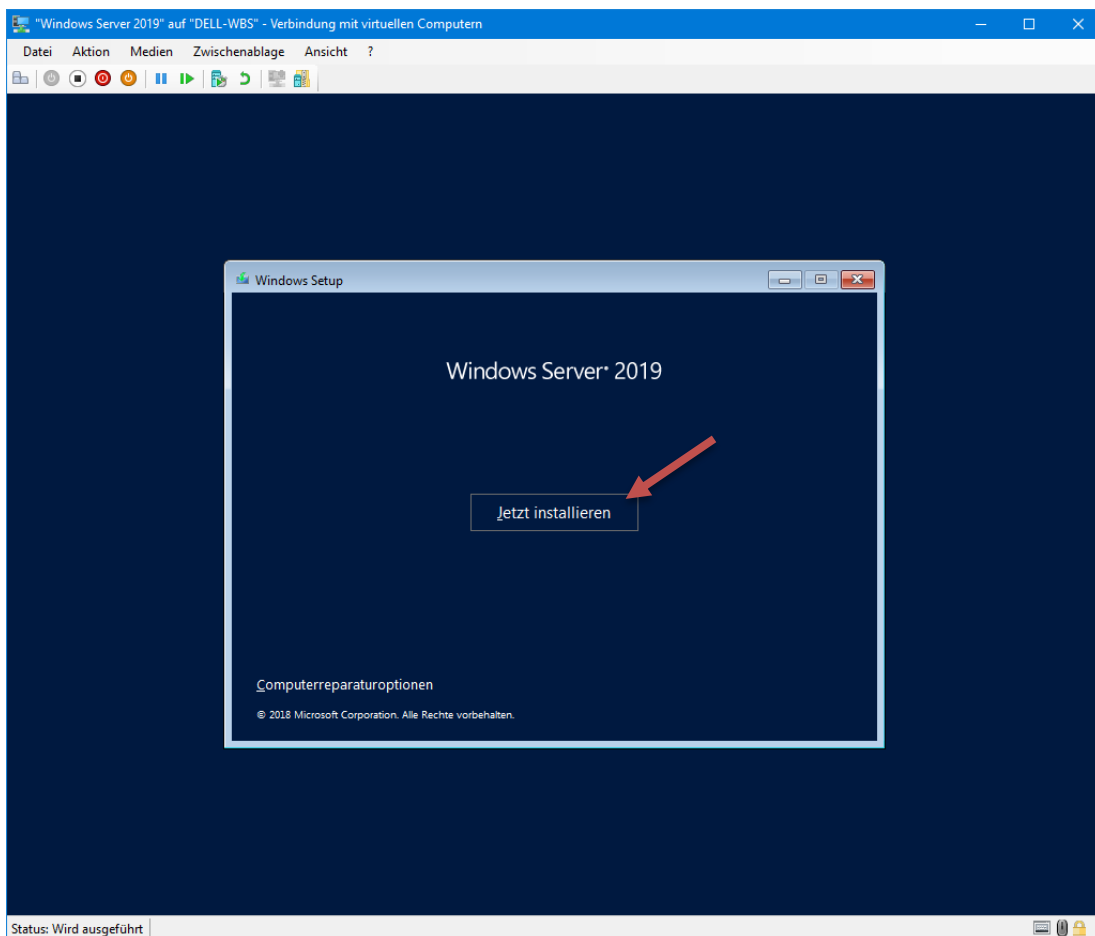 "Windows Server 2019" auf "DELL-WBS" - Verbindung mit virtuellen Computern
Datei Aktion Medien Zwischenablage Ansicht ?
Windows Setup
Windows Server® 2019
Jetzt installieren
Computerreparaturoptionen
© 2018 Microsoft Corporation. Alle Rechte vorbehalten.
Status: Wird ausgeführt